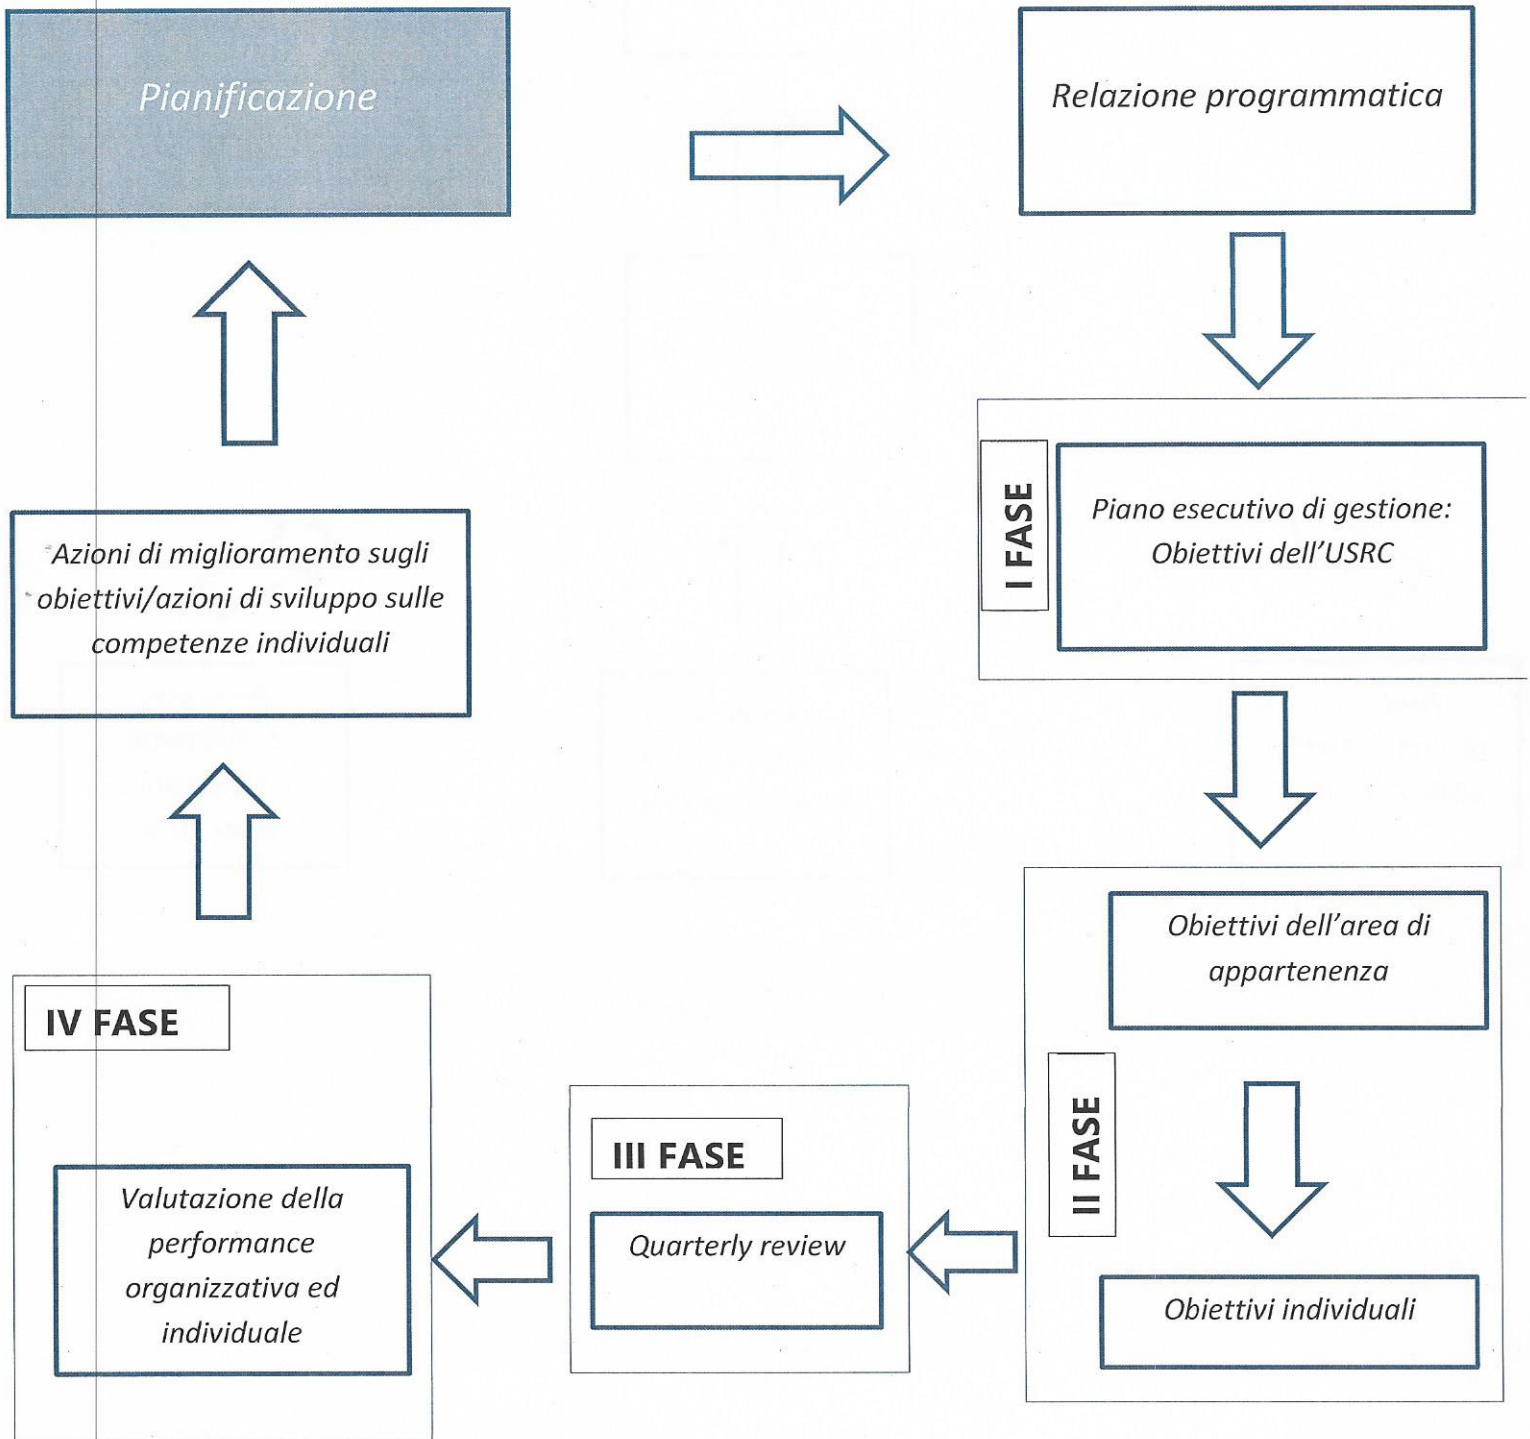 Pianificazione
Relazione programmatica
I FASE
Piano esecutivo di gestione:
Obiettivi dell'USRC
Azioni di miglioramento sugli
obiettivi/azioni di sviluppo sulle
competenze individuali
Obiettivi dell'area di
appartenenza
II FASE
Obiettivi individuali
III FASE
Quarterly review
IV FASE
Valutazione della
performance
organizzativa ed
individuale